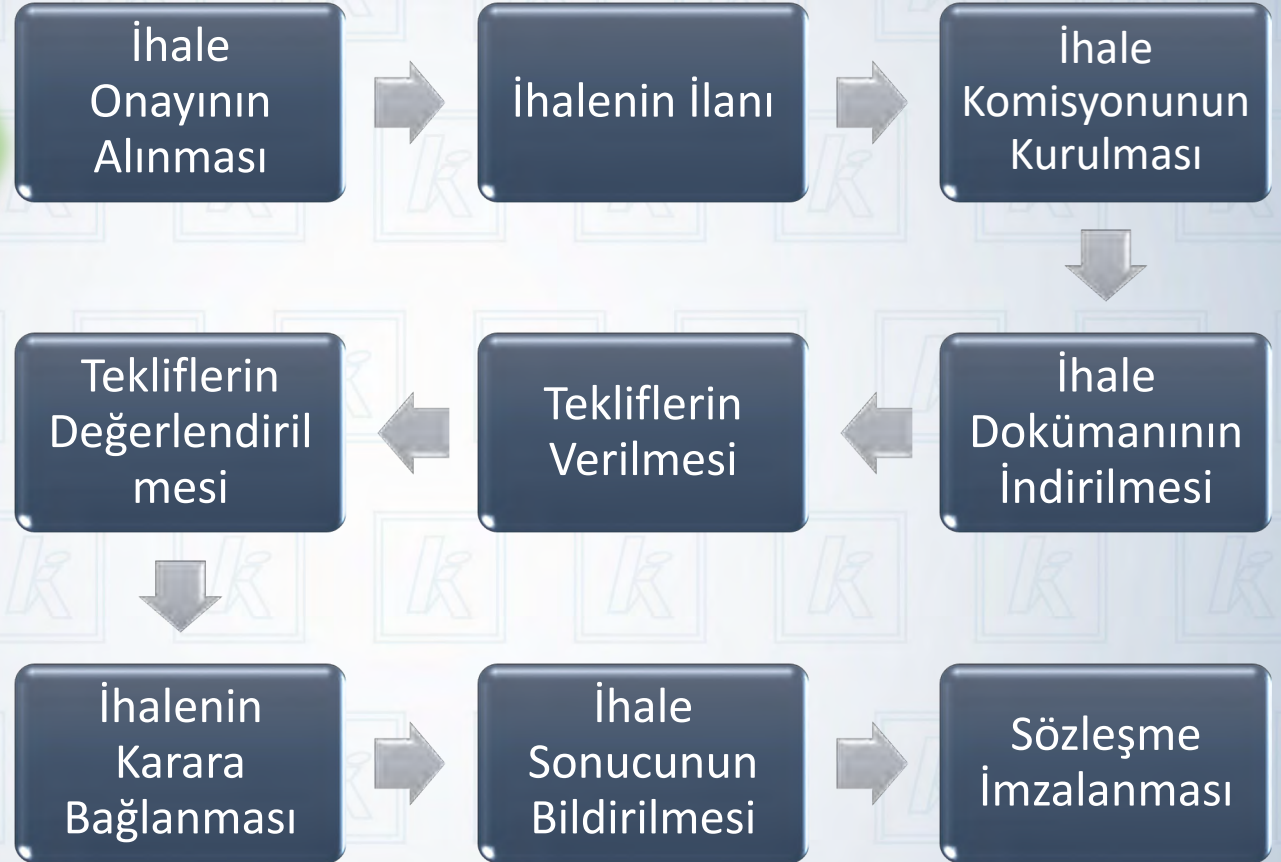 İhale
Onayının
Alınması
İhalenin İlanı
İhale
Komisyonunun
Kurulması
İhale
Dokümanının
İndirilmesi
Tekliflerin
Verilmesi
Tekliflerin
Değerlendiril
mesi
İhalenin
Karara
Bağlanması
İhale
Sonucunun
Bildirilmesi
Sözleşme
İmzalanması